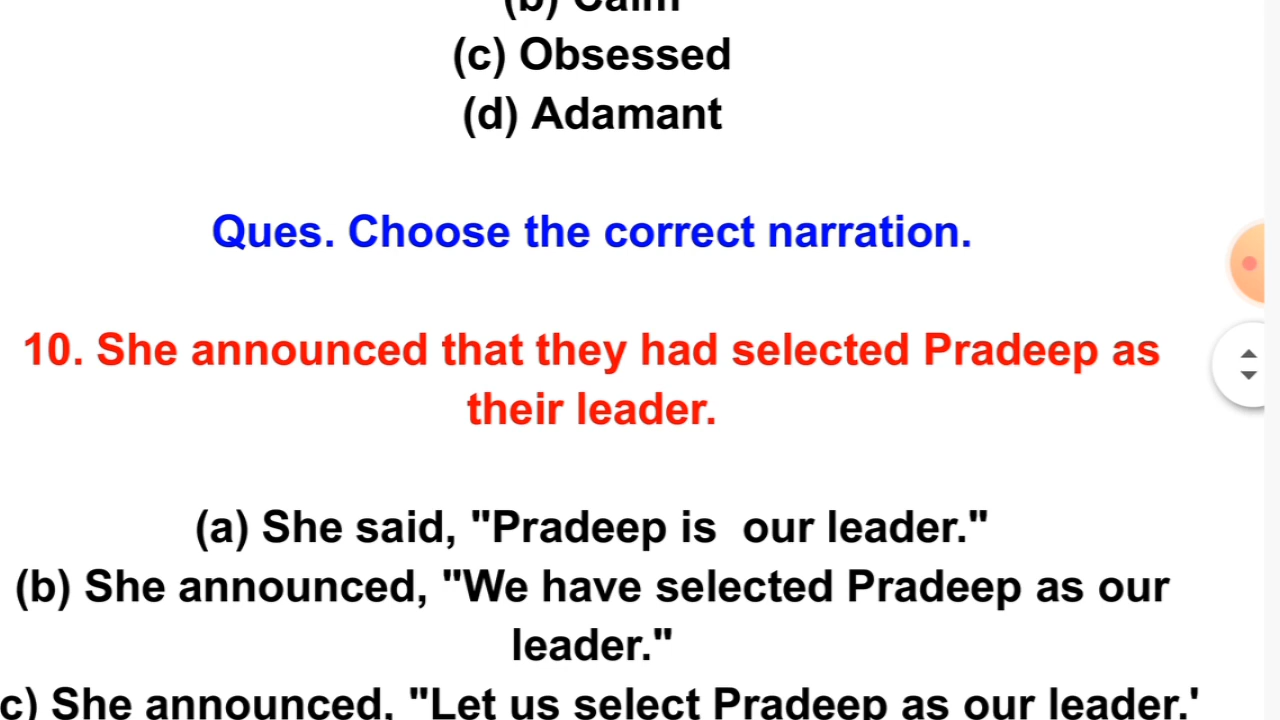 (b) Calm
(c) Obsessed
(d) Adamant
Ques. Choose the correct narration.
10. She announced that they had selected Pradeep as
their leader.
(a) She said, "Pradeep is  our leader."
(b) She announced, "We have selected Pradeep as our
leader."
c) She announced, "Let us select Pradeep as our leader.'